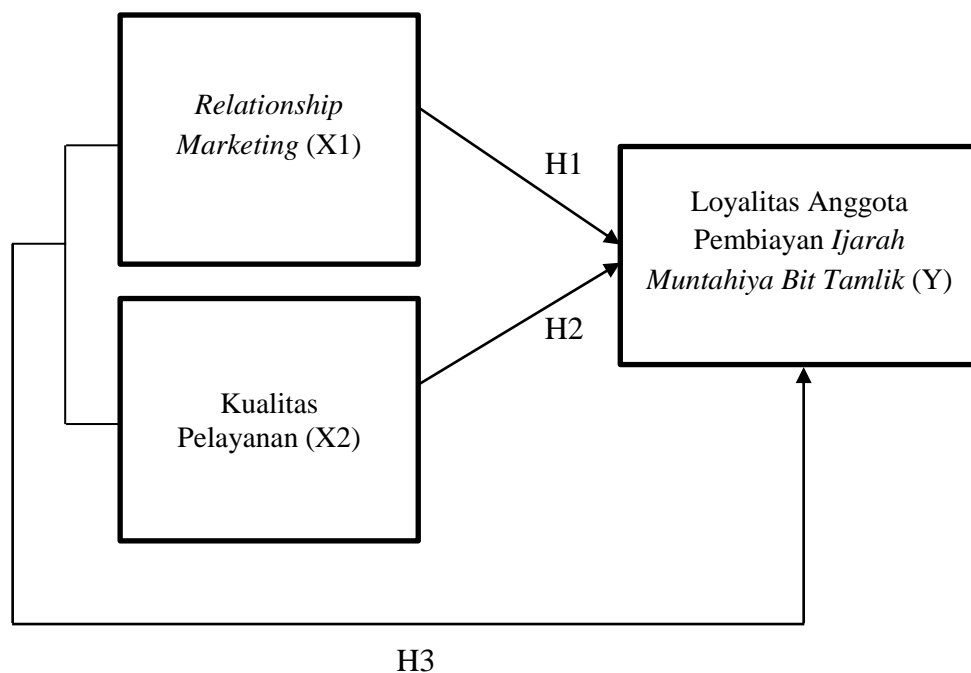 Relationship
Marketing (X1)
H1
Loyalitas Anggota
Pembiayan Ijarah
Muntahiya Bit Tamlik (Y)
H2
Kualitas
Pelayanan (X2)
H3